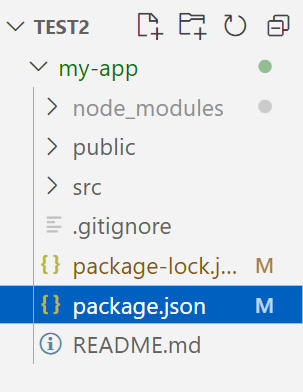 TEST2
my-app
node_modules
public
src
.gitignore
{} package-lock.j... M
{} package.json M
README.md